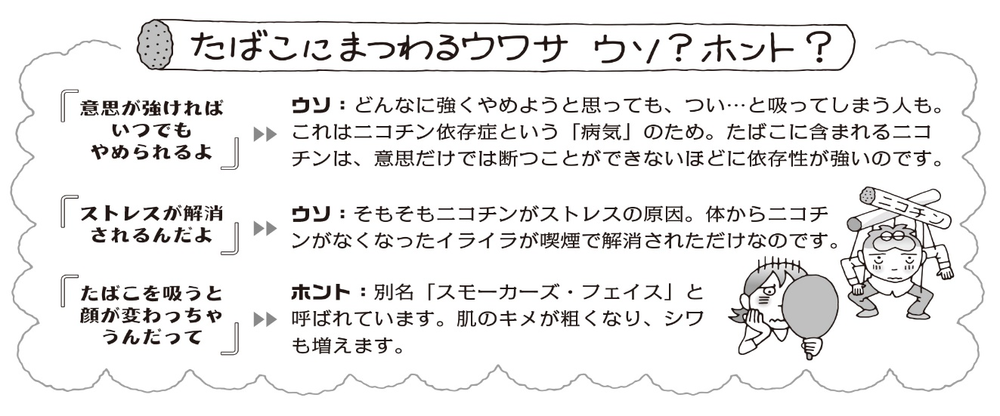 たばこにまつわるウワサ ウソ？ホント？
『意思が強ければ
いつでも
やめられるよ』
ウソ：どんなに強くやめようと思っても、つい…と吸ってしまう人も。
これはニコチン依存症という「病気」のため。たばこに含まれるニコ
チンは、意思だけでは断つことができないほどに依存性が強いのです。
『ストレスが解消
されるんだよ』
ウソ：そもそもニコチンがストレスの原因。体からニコチ
ンがなくなったイライラが喫煙で解消されただけなのです。
『たばこを吸うと
顔が変わっちゃ
うんだって』
ホント：別名「スモーカーズ・フェイス」と
呼ばれています。肌のキメが粗くなり、シワ
も増えます。